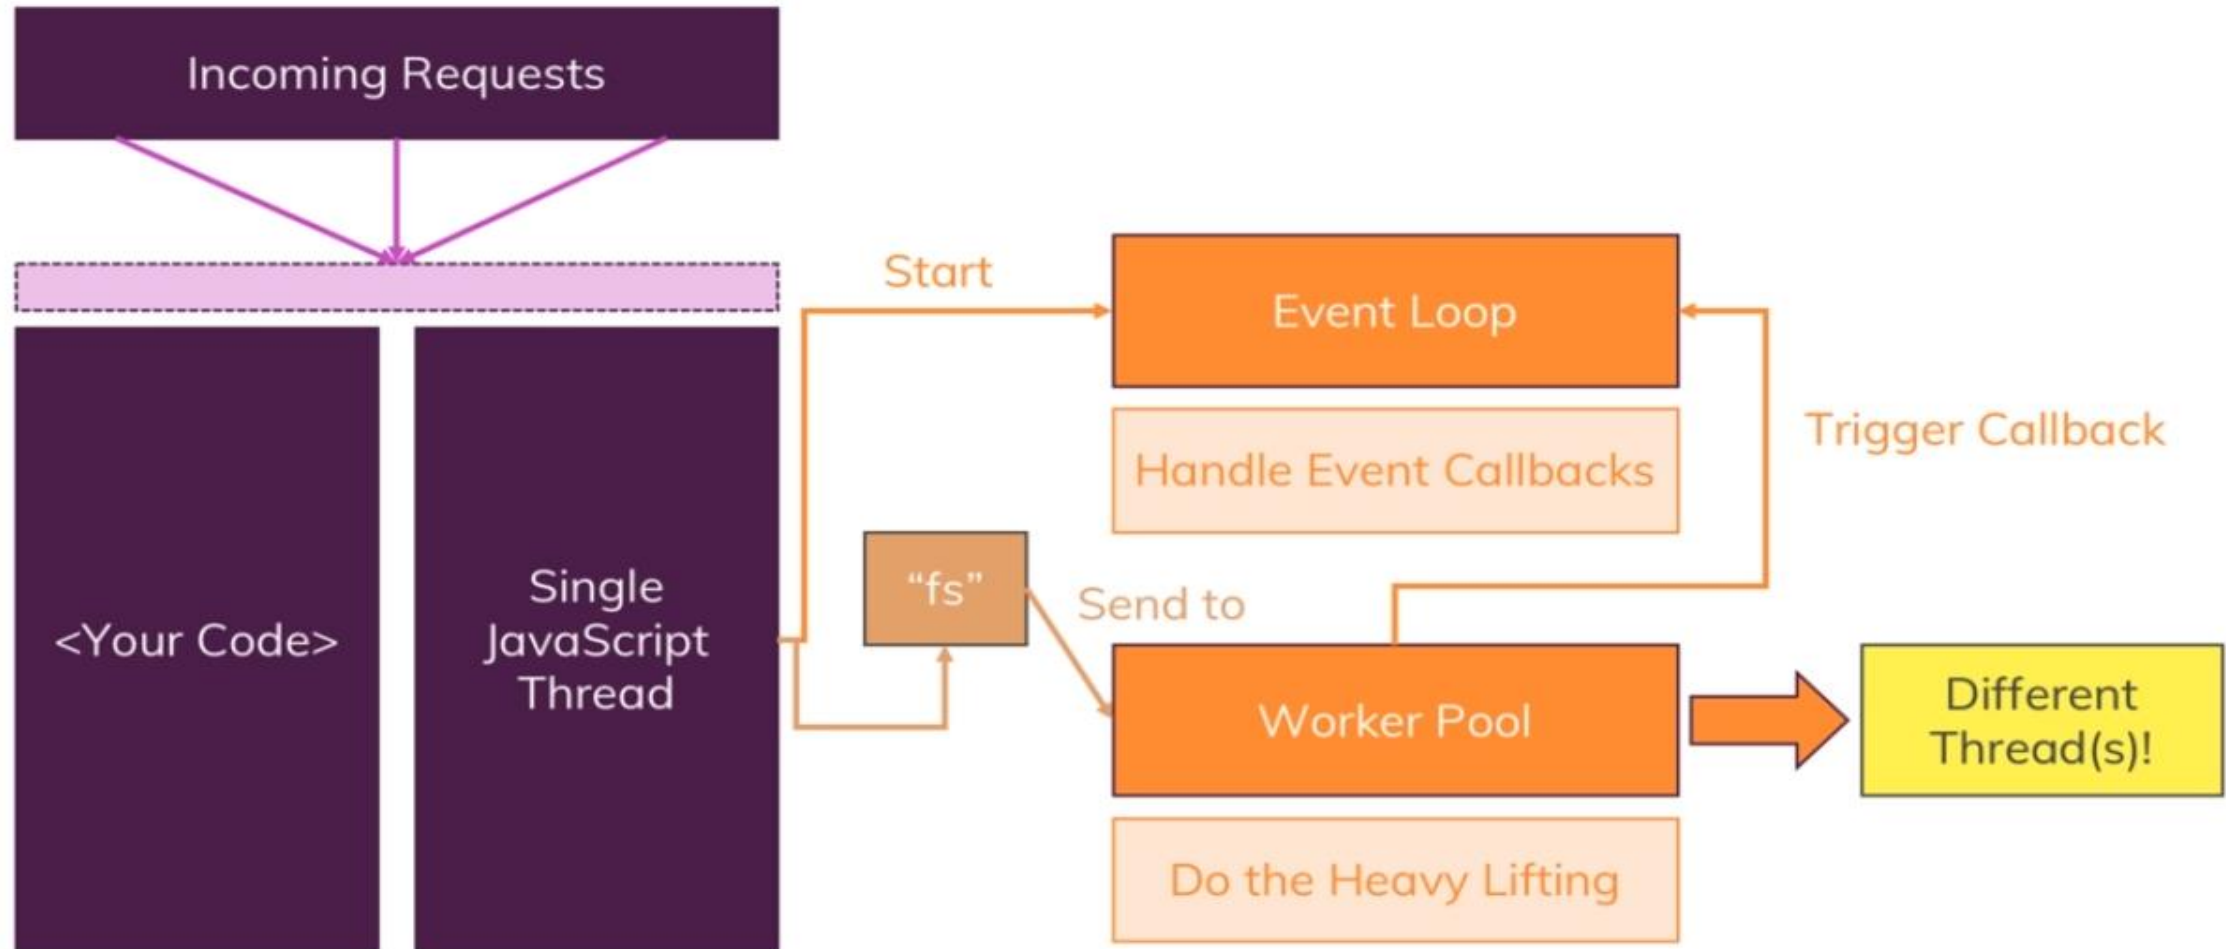 Incoming Requests
Start
Event Loop
Trigger Callback
Handle Event Callbacks
<Your Code>
Single
JavaScript
Thread
“fs”
Send to
Worker Pool
Different
Thread(s)!
Do the Heavy Lifting